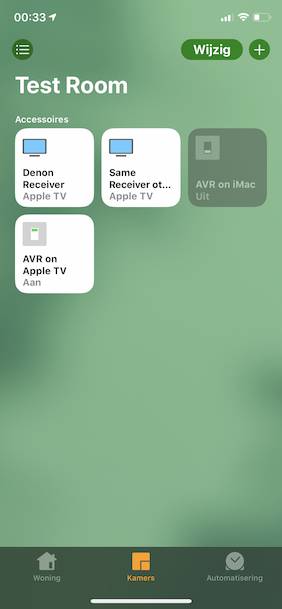 00:33
Wijzig
Test Room
Accessoires
Denon
Receiver
Apple TV
Same
Receiver ot...
Apple TV
AVR on iMac
Uit
AVR on
Apple TV
Aan
Woning
Kamers
Automatisering